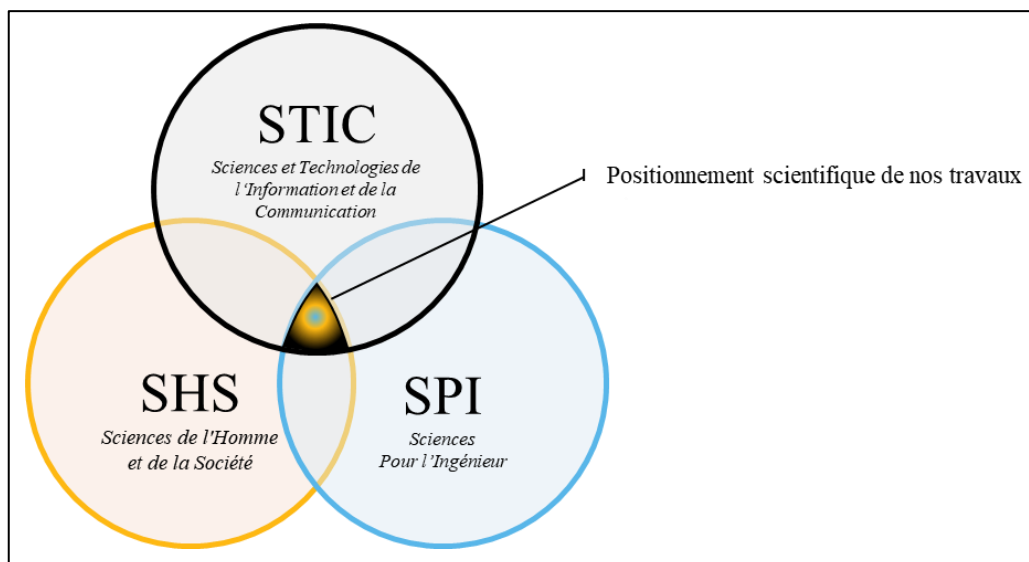 STIC
Sciences et Technologies de
l ‘Information et de la
Communication
Positionnement scientifique de nos travaux
SHS
Sciences de l'Homme
et de la Société
SPI
Sciences
Pour l’Ingénieur